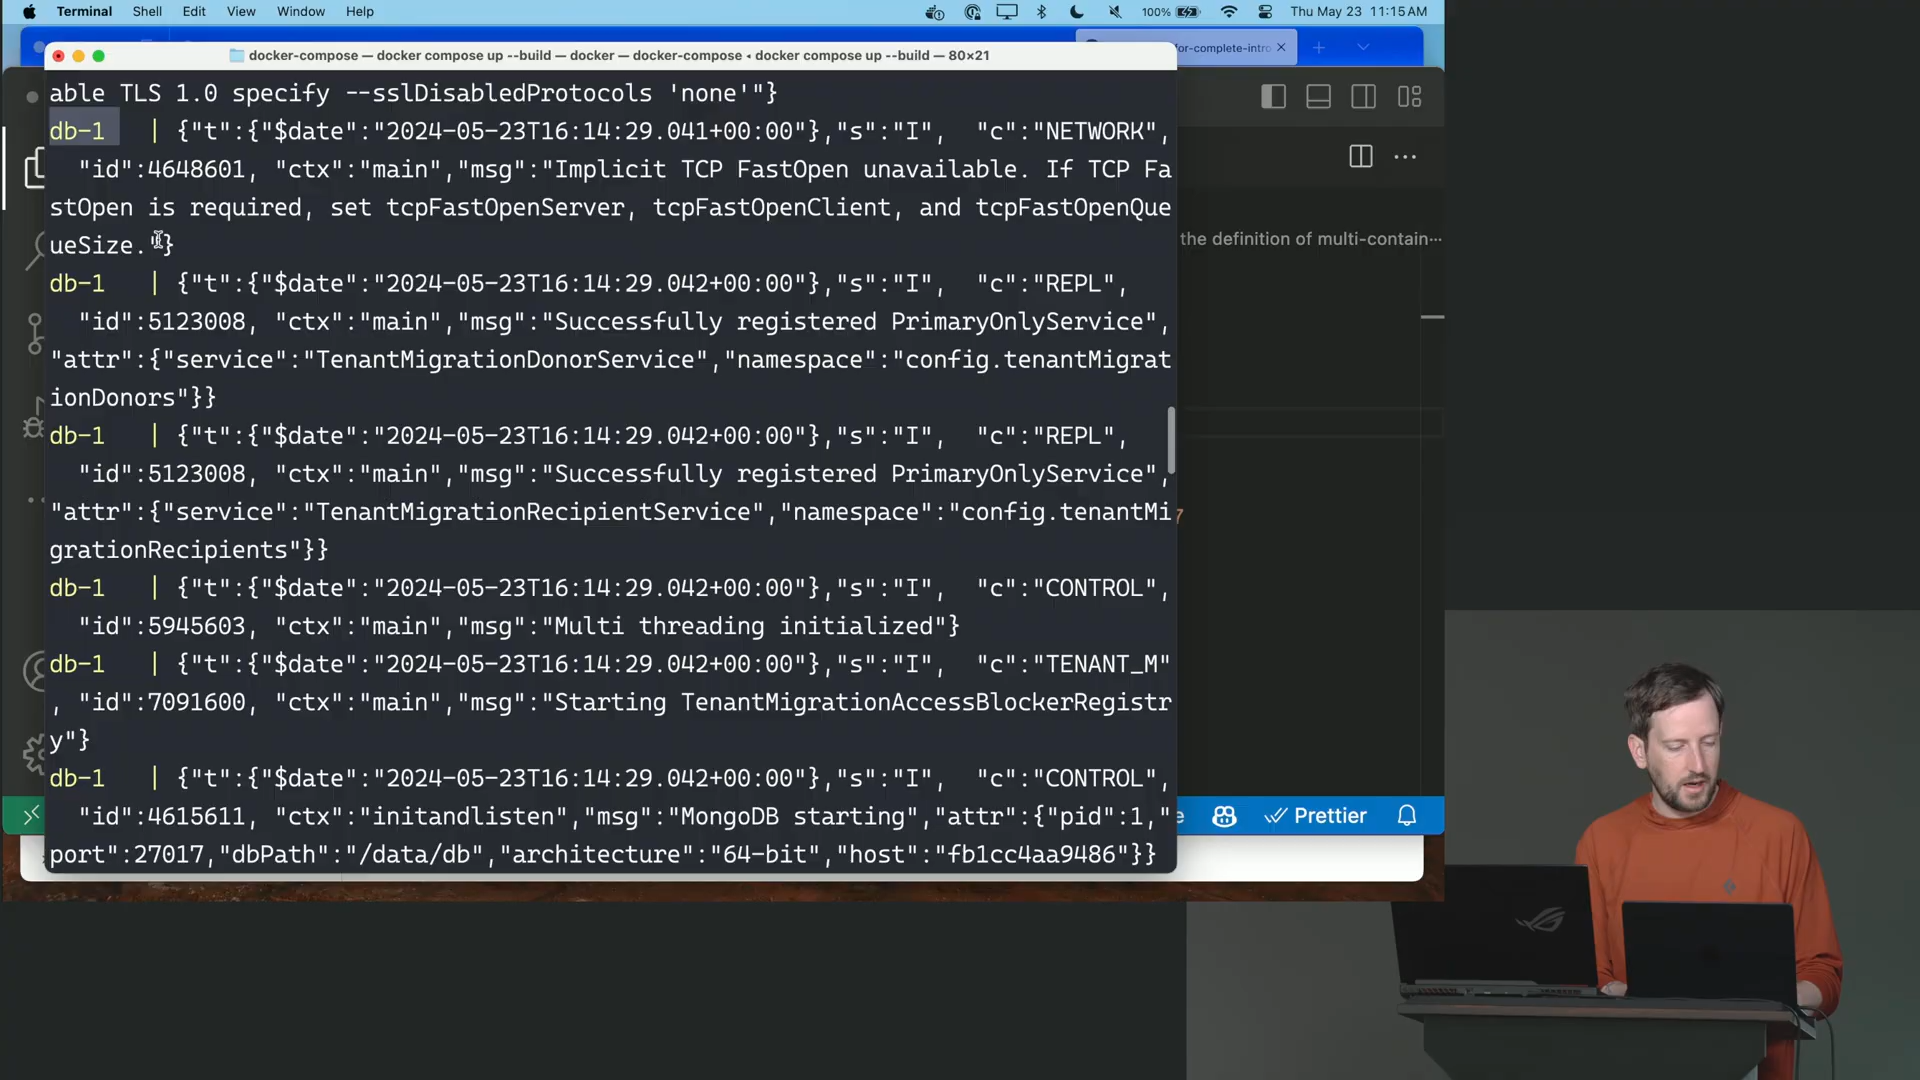 Terminal Shell Edit View Window Help 100% Thu May 23 11:15 AM
for-complete-intro
docker-compose — docker compose up --build — docker — docker-compose ◂ docker compose up --build — 80×21
able TLS 1.0 specify --sslDisabledProtocols 'none'"}
db-1 | {"t":{"$date":"2024-05-23T16:14:29.041+00:00"},"s":"I", "c":"NETWORK",
"id":4648601, "ctx":"main","msg":"Implicit TCP FastOpen unavailable. If TCP Fa
stOpen is required, set tcpFastOpenServer, tcpFastOpenClient, and tcpFastOpenQue
ueSize."}
the definition of multi-contain···
db-1 | {"t":{"$date":"2024-05-23T16:14:29.042+00:00"},"s":"I", "c":"REPL",
"id":5123008, "ctx":"main","msg":"Successfully registered PrimaryOnlyService",
"attr":{"service":"TenantMigrationDonorService","namespace":"config.tenantMigrat
ionDonors"}}
db-1 | {"t":{"$date":"2024-05-23T16:14:29.042+00:00"},"s":"I", "c":"REPL",
"id":5123008, "ctx":"main","msg":"Successfully registered PrimaryOnlyService",
"attr":{"service":"TenantMigrationRecipientService","namespace":"config.tenantMi
grationRecipients"}}
db-1 | {"t":{"$date":"2024-05-23T16:14:29.042+00:00"},"s":"I", "c":"CONTROL",
"id":5945603, "ctx":"main","msg":"Multi threading initialized"}
db-1 | {"t":{"$date":"2024-05-23T16:14:29.042+00:00"},"s":"I", "c":"TENANT_M"
, "id":7091600, "ctx":"main","msg":"Starting TenantMigrationAccessBlockerRegistr
y"}
db-1 | {"t":{"$date":"2024-05-23T16:14:29.042+00:00"},"s":"I", "c":"CONTROL",
"id":4615611, "ctx":"initandlisten","msg":"MongoDB starting","attr":{"pid":1,"
port":27017,"dbPath":"/data/db","architecture":"64-bit","host":"fb1cc4aa9486"}}
Prettier